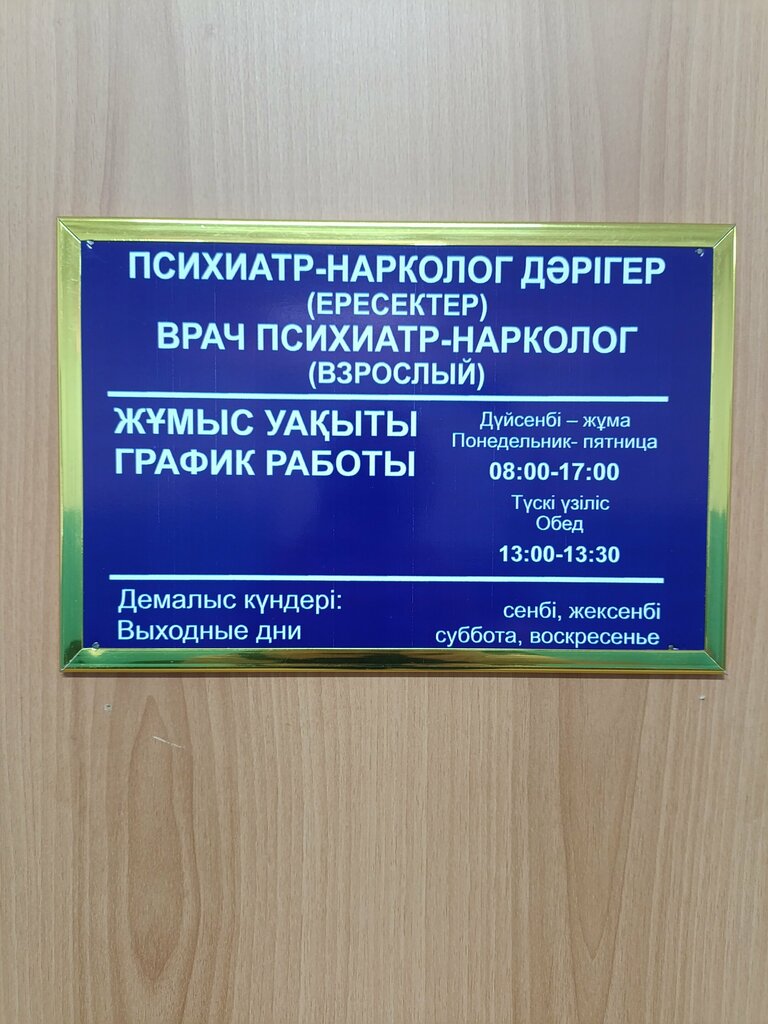 ПСИХИАТР-НАРКОЛОГ ДӘРІГЕР
(ЕРЕСЕКТЕР)
ВРАЧ ПСИХИАТР-НАРКОЛОГ
(ВЗРОСЛЫЙ)
ЖҰМЫС УАҚЫТЫ
ГРАФИК РАБОТЫ
Дүйсенбі – жұма
Понедельник- пятница
08:00-17:00
Түскі үзіліс
Обед
13:00-13:30
Демалыс күндері:
Выходные дни
сенбі, жексенбі
суббота, воскресенье